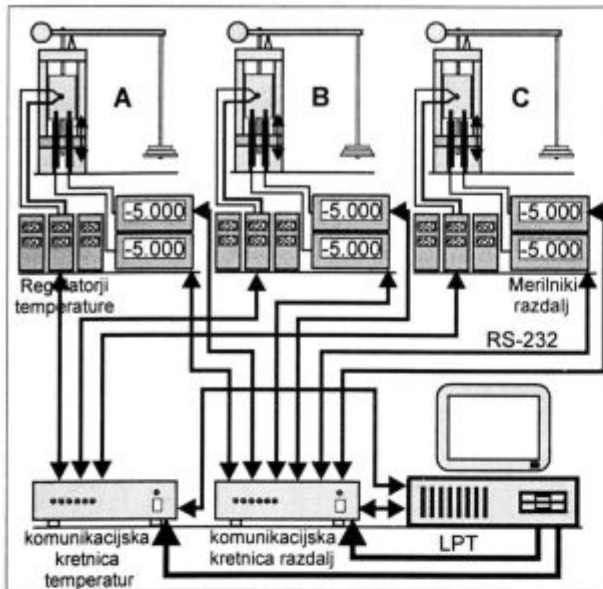 A
B
C
-5.000
-5.000
-5.000
-5.000
-5.000
-5.000
Regulatorji
temperature
Merilniki
razdalj
RS-232
komunikacijska
kretnica
temperatur
komunikacijska
kretnica razdalj
LPT